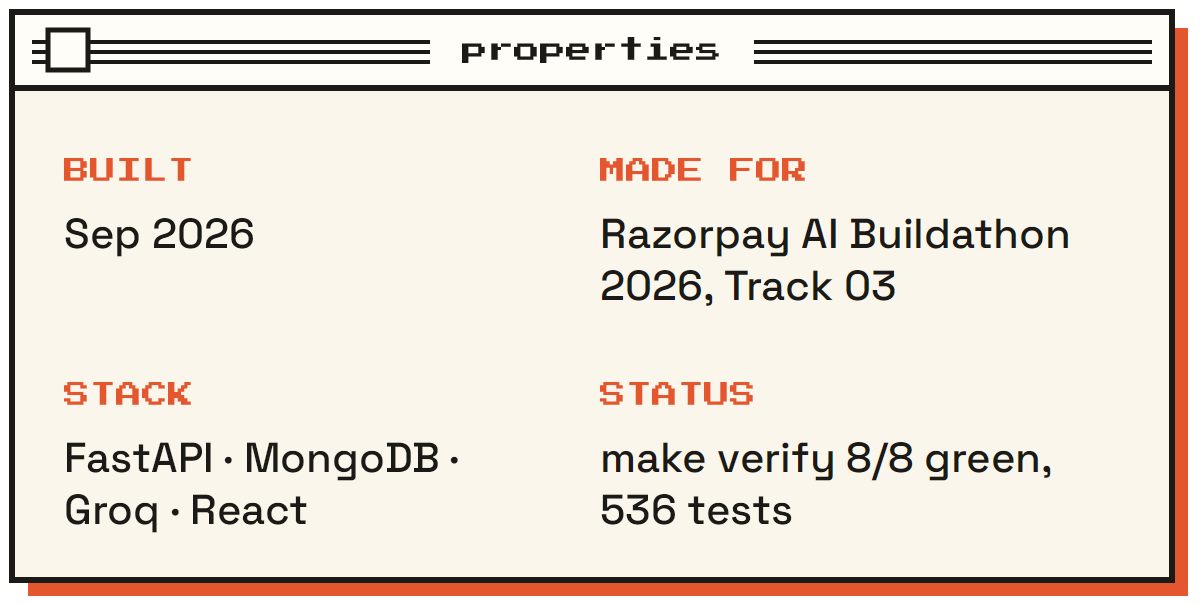 properties
BUILT
Sep 2026
MADE FOR
Razorpay AI Buildathon
2026, Track 03
STACK
FastAPI · MongoDB ·
Groq · React
STATUS
make verify 8/8 green,
536 tests